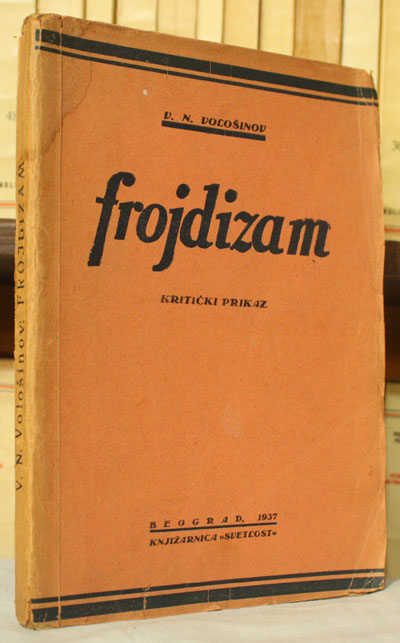 V. N. Vološinov: FROJDIZAM
V. N. VOLOŠINOV
frojdizam
KRITIČKI PRIKAZ
BEOGRAD, 1937
KNJIŽARNICA »SVETLOST«